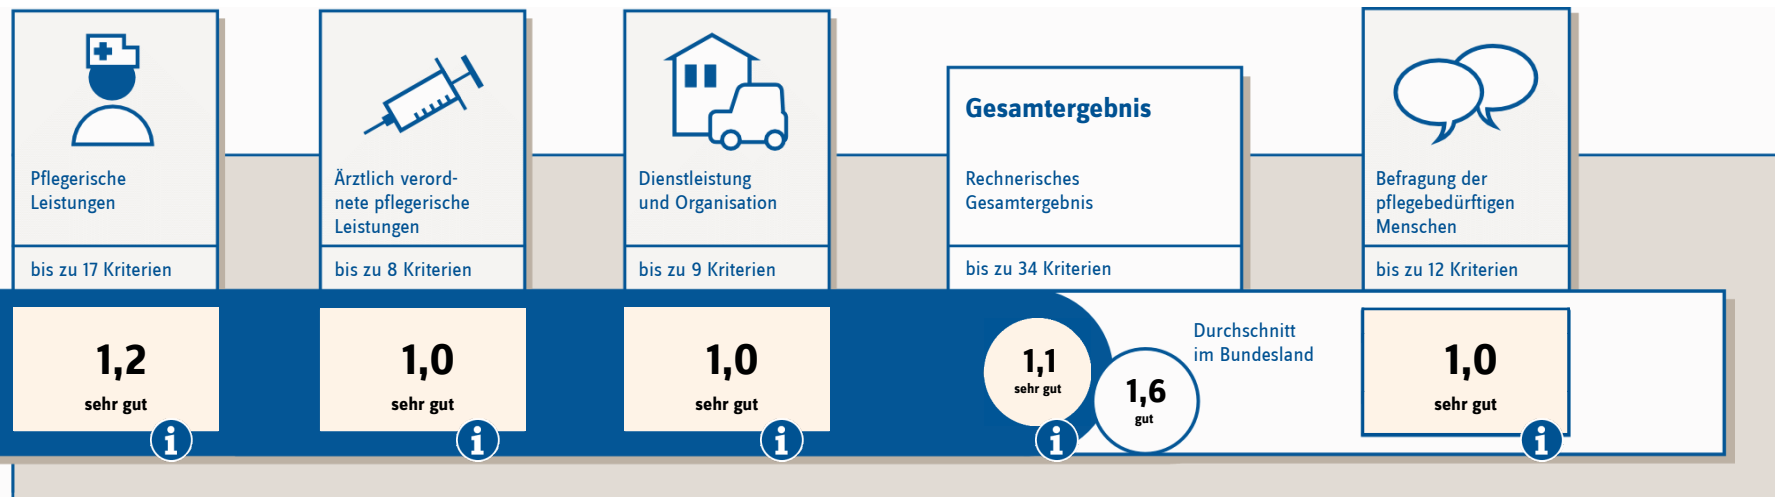 Pflegerische
Leistungen
bis zu 17 Kriterien
1,2
sehr gut
i
Ärztlich verord-
nete pflegerische
Leistungen
bis zu 8 Kriterien
1,0
sehr gut
i
Dienstleistung
und Organisation
bis zu 9 Kriterien
1,0
sehr gut
i
Gesamtergebnis
Rechnerisches
Gesamtergebnis
bis zu 34 Kriterien
1,1
sehr gut
i
Durchschnitt
im Bundesland
1,6
gut
Befragung der
pflegebedürftigen
Menschen
bis zu 12 Kriterien
1,0
sehr gut
i